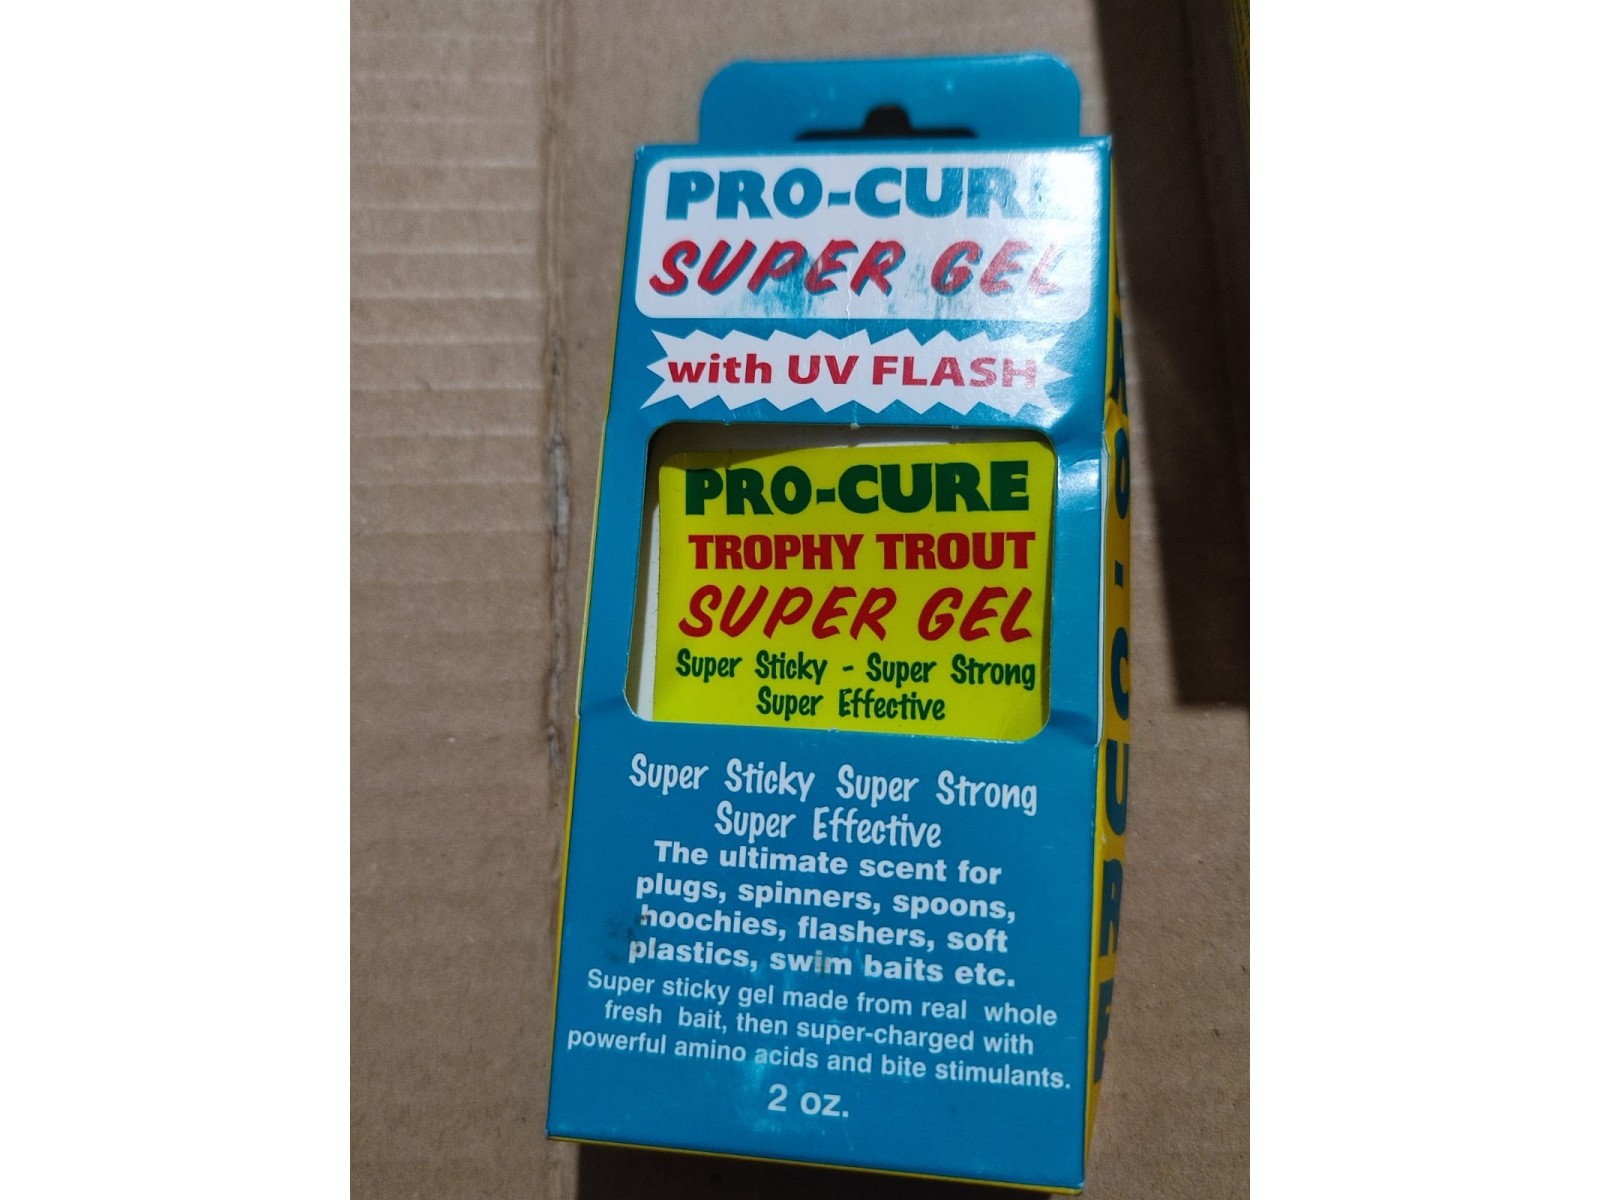 PRO-CURE
SUPER GEL
with UV FLASH
PRO-CURE
TROPHY TROUT
SUPER GEL
Super Sticky - Super Strong
Super Effective
Super Sticky Super Strong
Super Effective
The ultimate scent for
plugs, spinners, spoons,
hoochies, flashers, soft
plastics, swim baits etc.
Super sticky gel made from real whole
fresh bait, then super-charged with
powerful amino acids and bite stimulants.
2 oz.
PRO-CURE